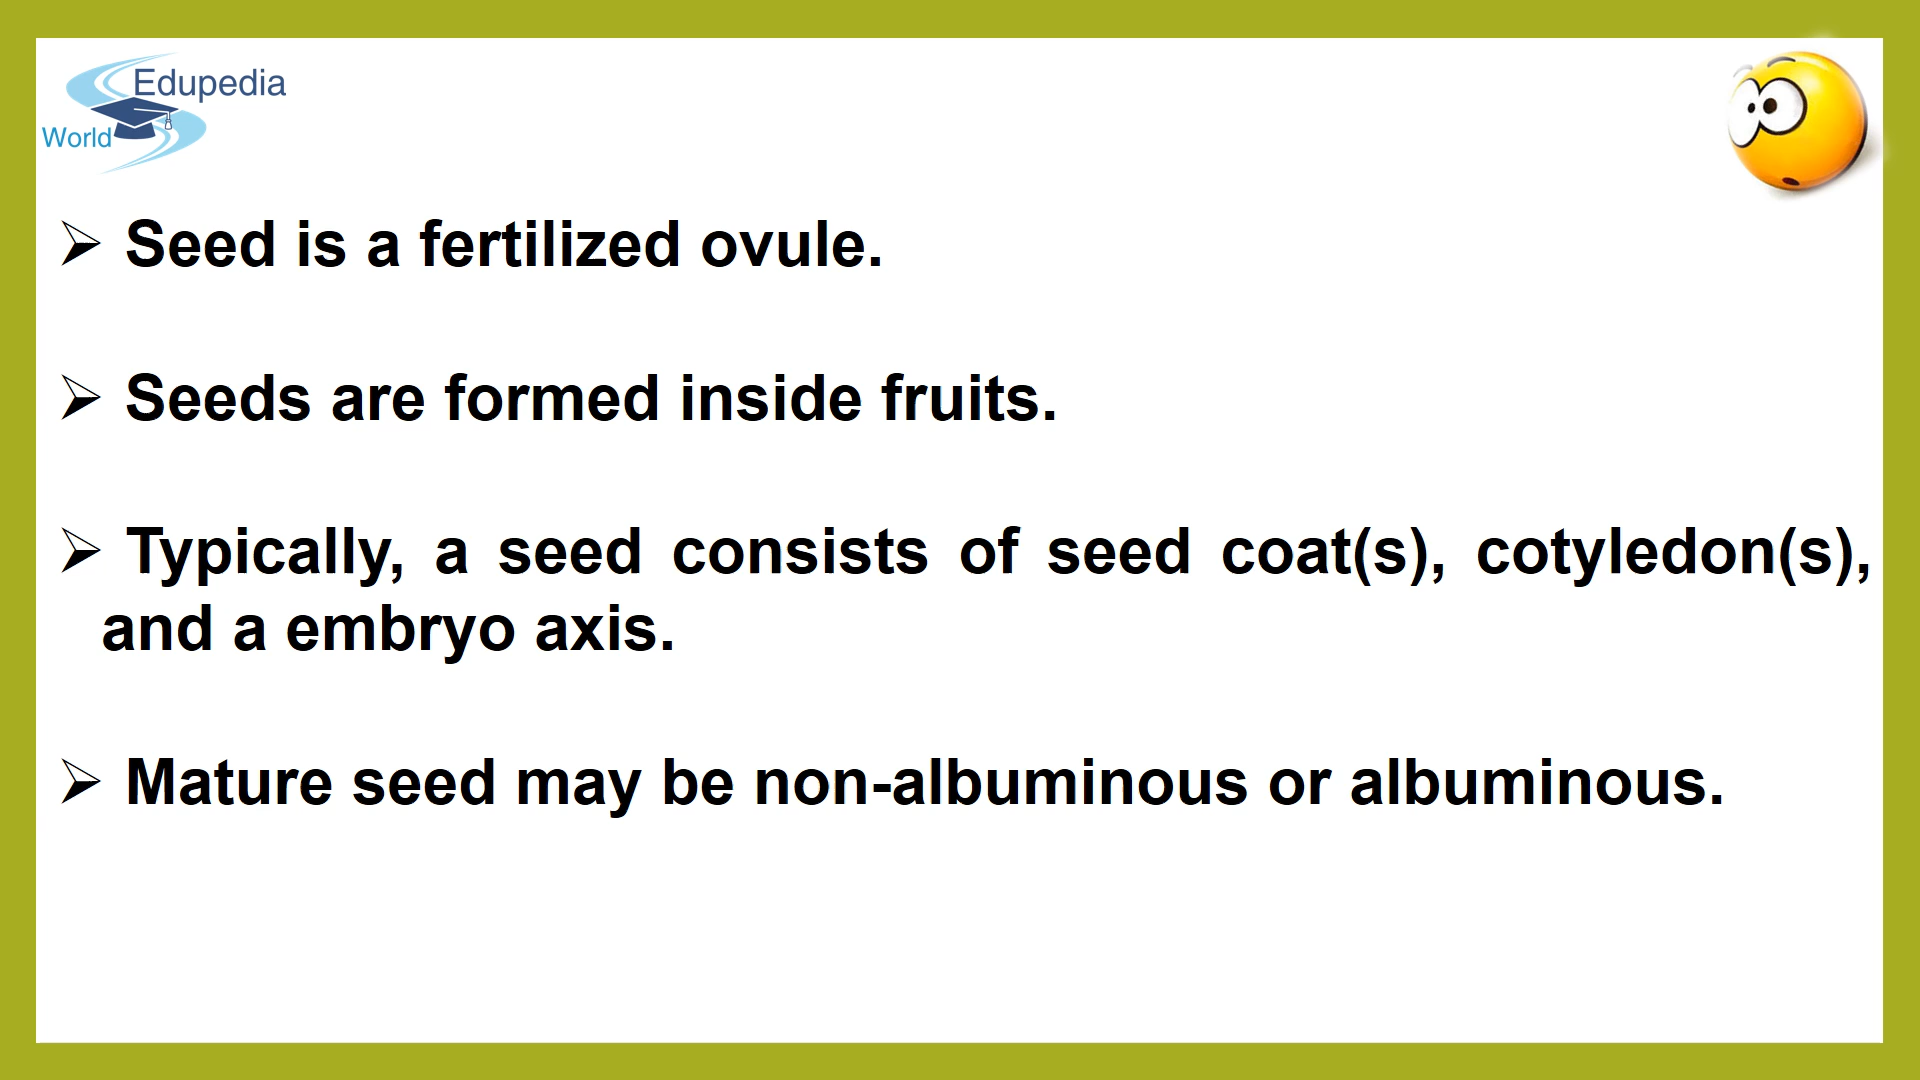 Edupedia
World
➢ Seed is a fertilized ovule.
➢ Seeds are formed inside fruits.
➢ Typically, a seed consists of seed coat(s), cotyledon(s),
and a embryo axis.
➢ Mature seed may be non-albuminous or albuminous.